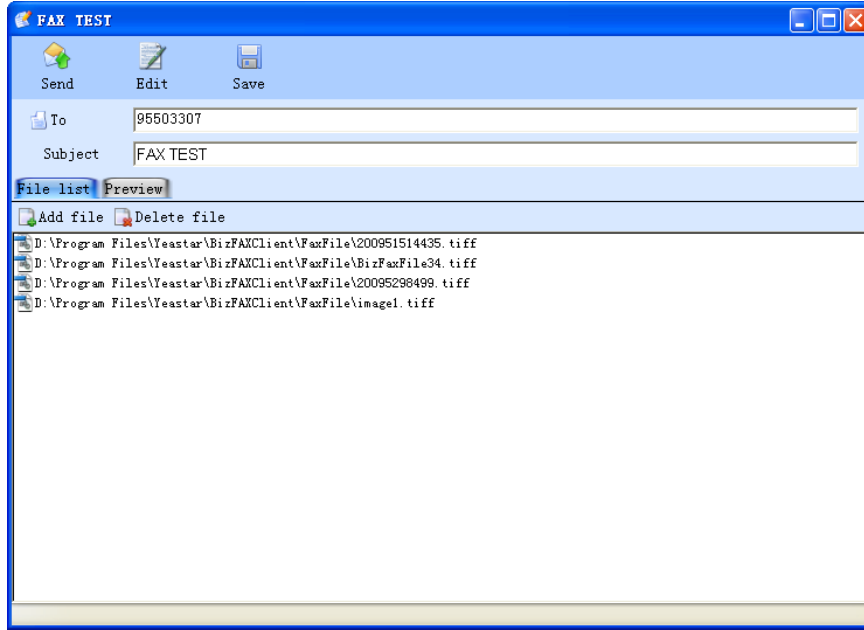 FAX TEST
Send Edit Save
To 95503307
Subject FAX TEST
File list Preview
Add file Delete file
D:\Program Files\Yeastar\BizFAXClient\FaxFile\200951514435.tiff
D:\Program Files\Yeastar\BizFAXClient\FaxFile\BizFaxFile34.tiff
D:\Program Files\Yeastar\BizFAXClient\FaxFile\20095298499.tiff
D:\Program Files\Yeastar\BizFAXClient\FaxFile\image1.tiff